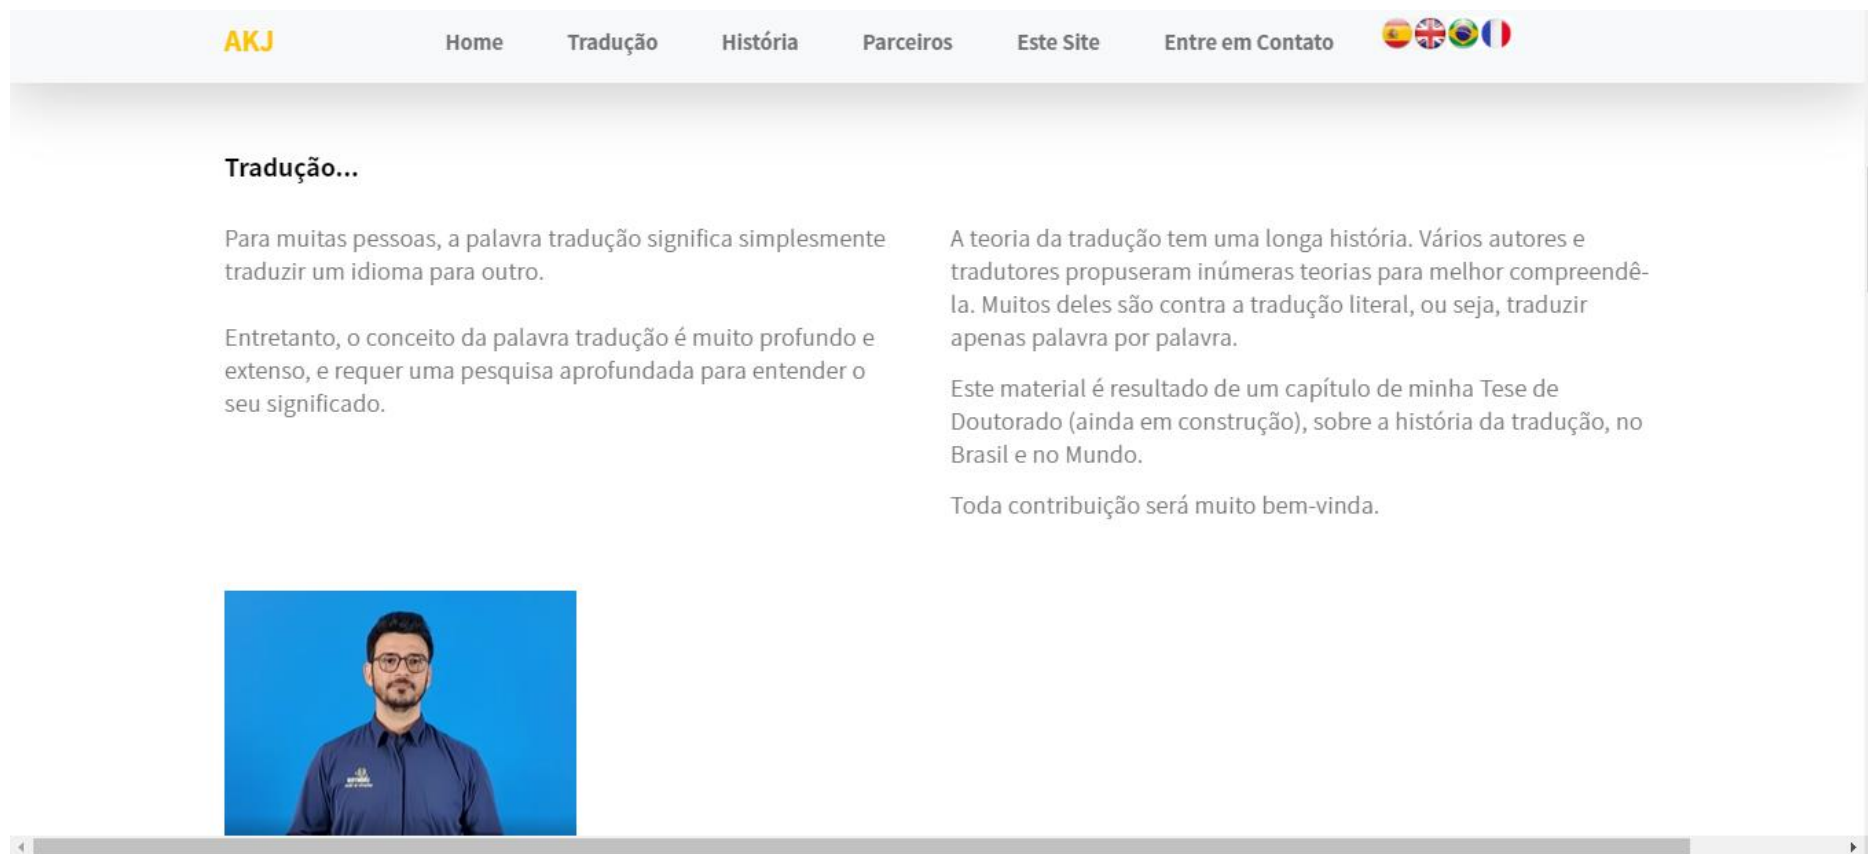 AKJ
Home
Tradução
História
Parceiros
Este Site
Entre em Contato
Tradução...
Para muitas pessoas, a palavra tradução significa simplesmente
traduzir um idioma para outro.
Entretanto, o conceito da palavra tradução é muito profundo e
extenso, e requer uma pesquisa aprofundada para entender o
seu significado.
A teoria da tradução tem uma longa história. Vários autores e
tradutores propuseram inúmeras teorias para melhor compreendê-
la. Muitos deles são contra a tradução literal, ou seja, traduzir
apenas palavra por palavra.
Este material é resultado de um capítulo de minha Tese de
Doutorado (ainda em construção), sobre a história da tradução, no
Brasil e no Mundo.
Toda contribuição será muito bem-vinda.